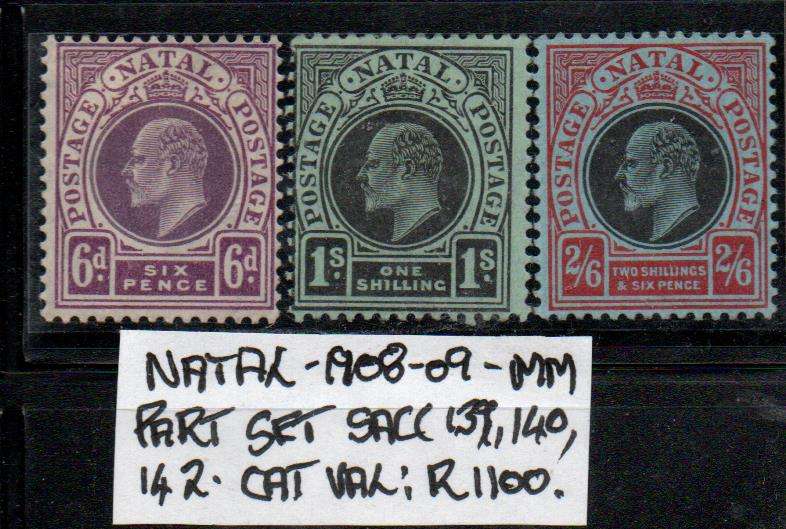 POSTAGE NATAL POSTAGE
6d. SIX PENCE 6d.
POSTAGE NATAL POSTAGE
1s. ONE SHILLING 1s.
POSTAGE NATAL POSTAGE
2/6 TWO SHILLINGS & SIX PENCE 2/6
NATAL - 1908-09 - MM
PART SET SACC 139, 140,
142. CAT VAL: R1100.